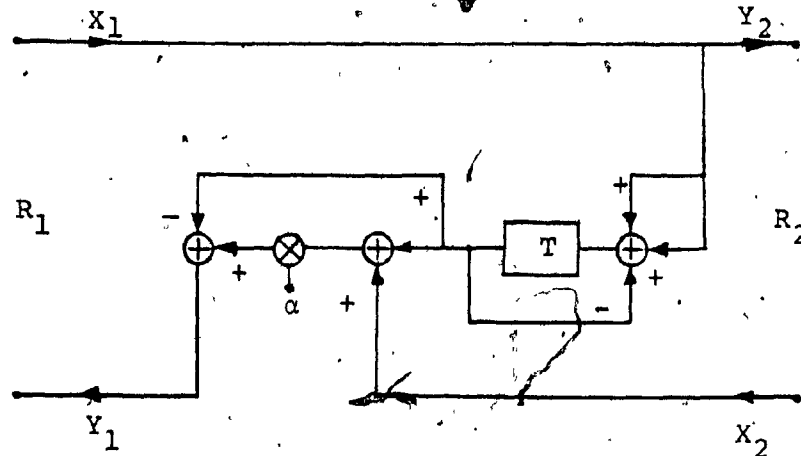 X1 Y2
+ +
-
R1 R2
T
+ + +
α
-
Y1 X2